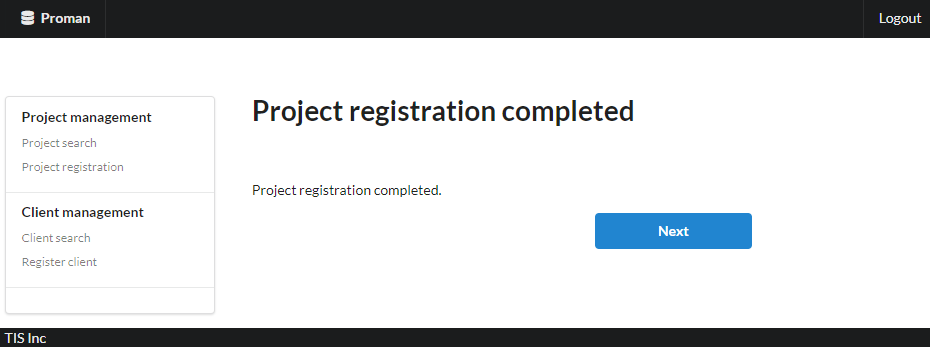 Proman
Logout
Project management
Project search
Project registration
Client management
Client search
Register client
Project registration completed
Project registration completed.
Next
TIS Inc